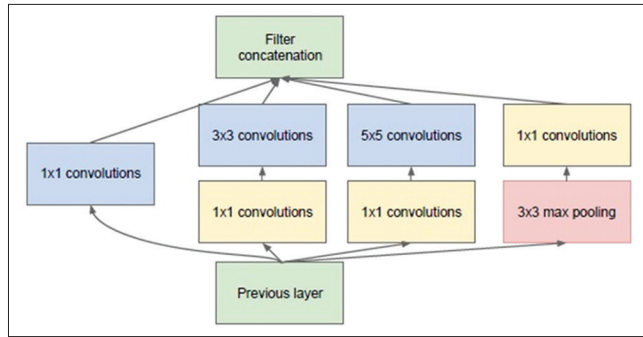 Filter
concatenation
3x3 convolutions
5x5 convolutions
1x1 convolutions
1x1 convolutions
1x1 convolutions
1x1 convolutions
3x3 max pooling
Previous layer